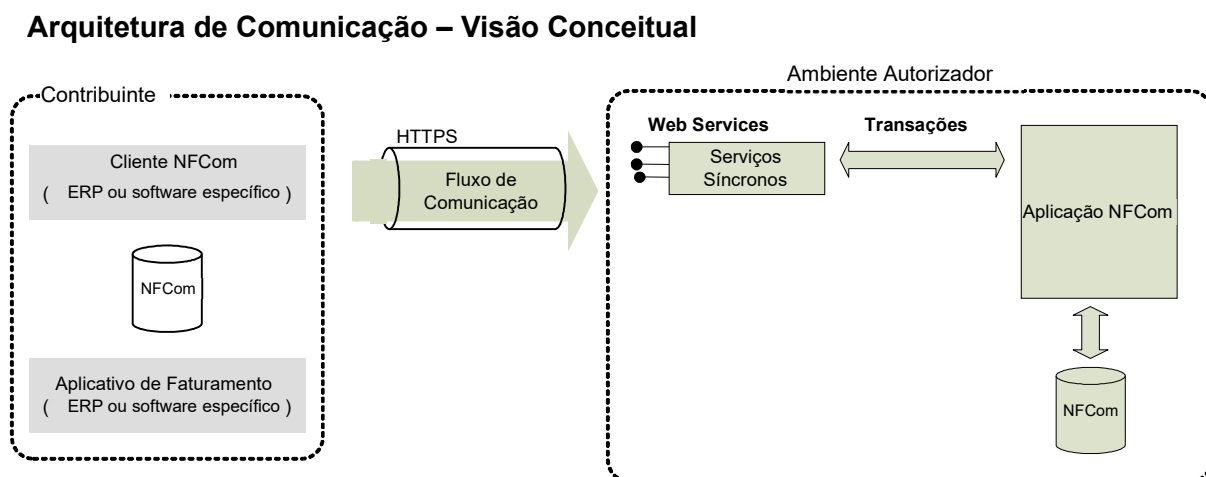 Arquitetura de Comunicação – Visão Conceitual
Contribuinte
Cliente NFCom
( ERP ou software específico )
NFCom
Aplicativo de Faturamento
( ERP ou software específico )
HTTPS
Fluxo de
Comunicação
Ambiente Autorizador
Web Services
Transações
Serviços
Síncronos
Aplicação NFCom
NFCom